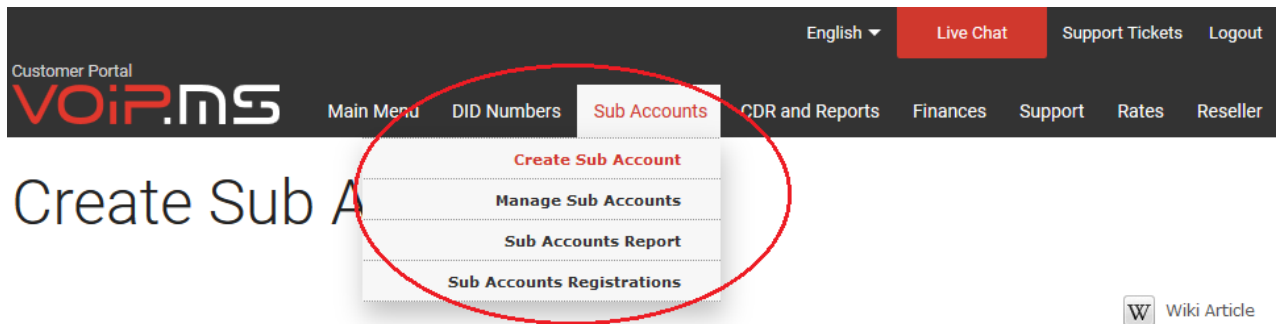 English Live Chat Support Tickets Logout
Customer Portal
VOiP.MS Main Menu DID Numbers Sub Accounts CDR and Reports Finances Support Rates Reseller
Create Sub Account
Manage Sub Accounts
Create Sub A
Sub Accounts Report
Sub Accounts Registrations
W Wiki Article